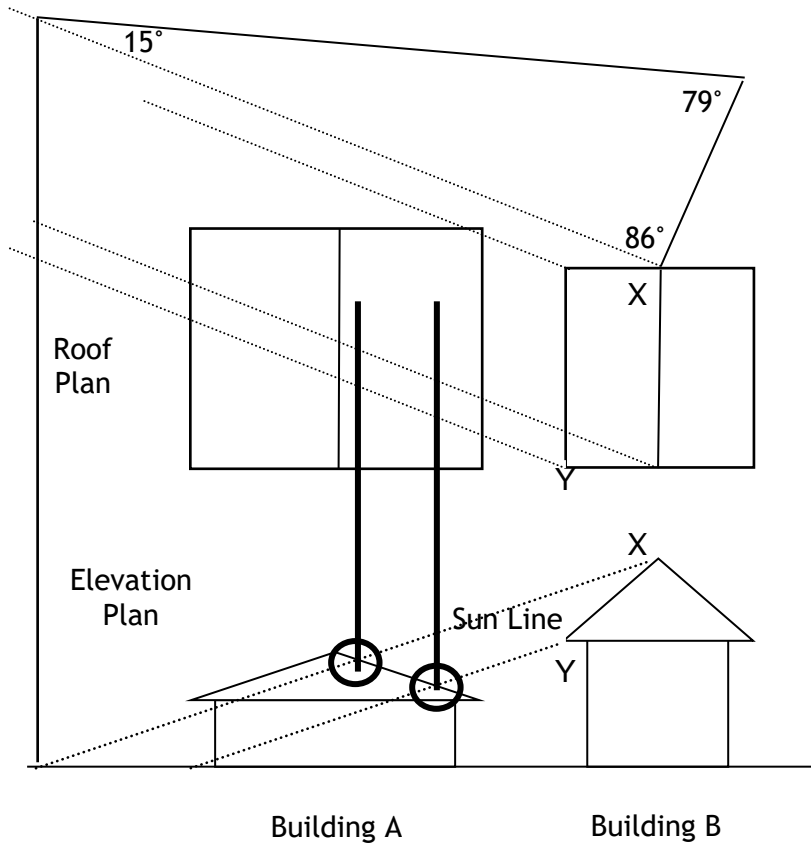 15°
79°
86°
X
Roof
Plan
Y
X
Elevation
Plan
Sun Line
Y
Building A
Building B